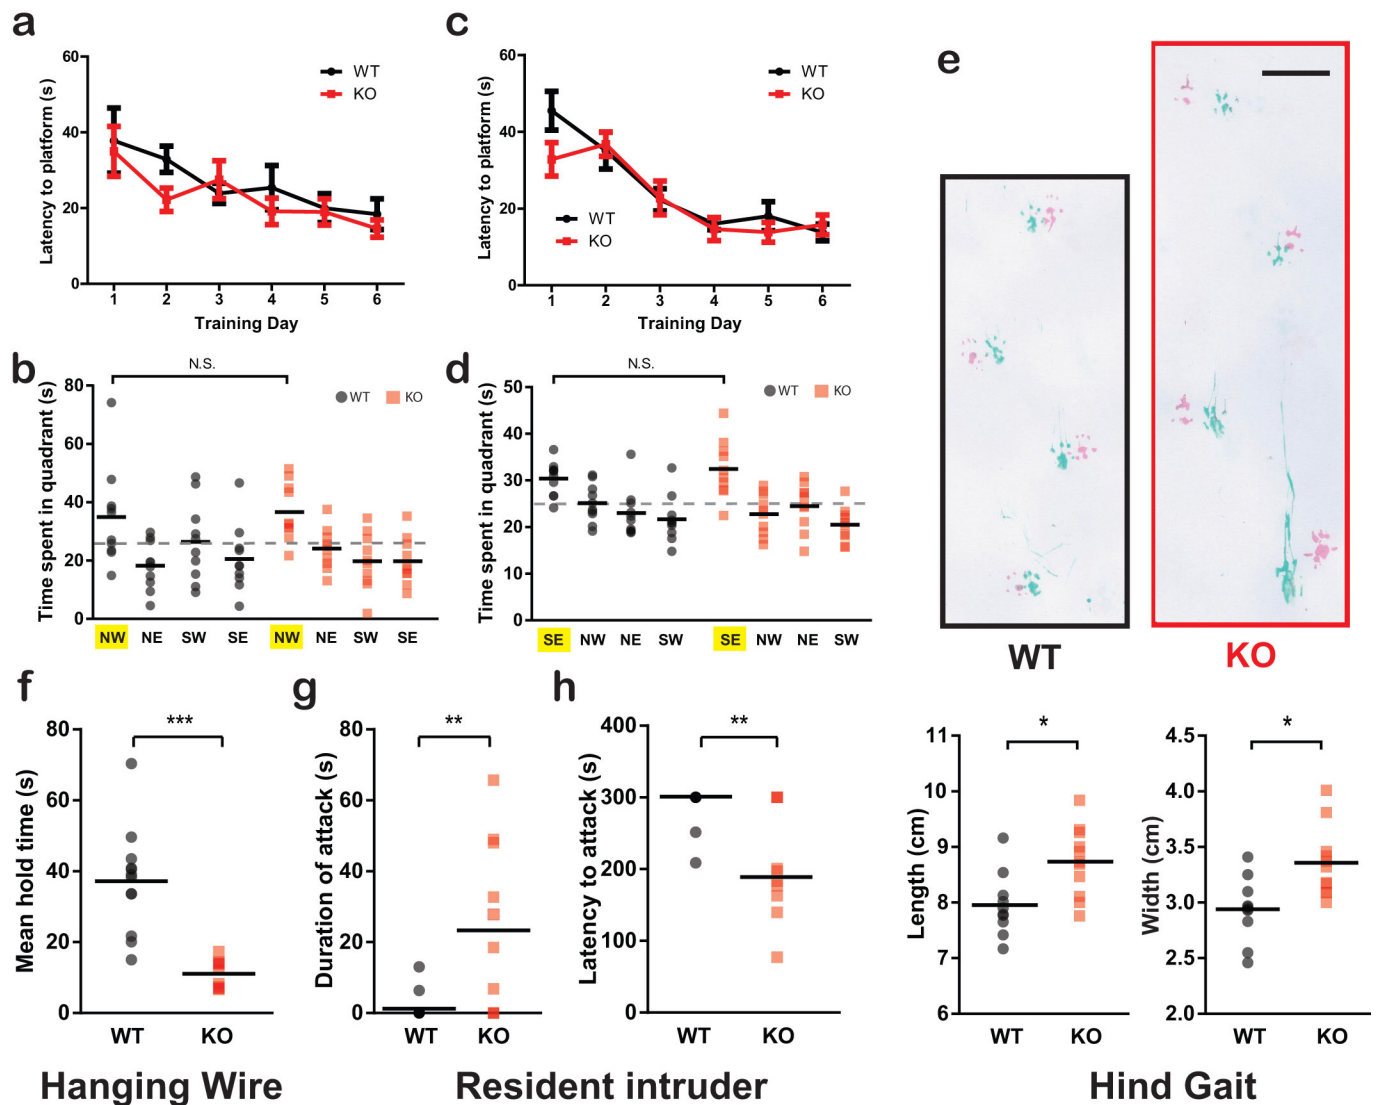 a
60
40
20
0
Latency to platform (s)
WT
KO
1 2 3 4 5 6
Training Day
c
60
40
20
0
Latency to platform (s)
WT
KO
WT
KO
1 2 3 4 5 6
Training Day
e
WT
KO
b
N.S.
WT KO
80
60
40
20
0
Time spent in quadrant (s)
NW NE SW SE NW NE SW SE
d
N.S.
WT KO
50
40
30
20
10
0
Time spent in quadrant (s)
SE NW NE SW SE NW NE SW
f
***
80
60
40
20
0
Mean hold time (s)
WT KO
Hanging Wire
g
**
80
60
40
20
0
Duration of attack (s)
WT KO
h
**
400
300
200
100
0
Latency to attack (s)
WT KO
Resident intruder
*
11
10
9
8
7
6
Length (cm)
WT KO
*
4.5
4.0
3.5
3.0
2.5
2.0
Width (cm)
WT KO
Hind Gait